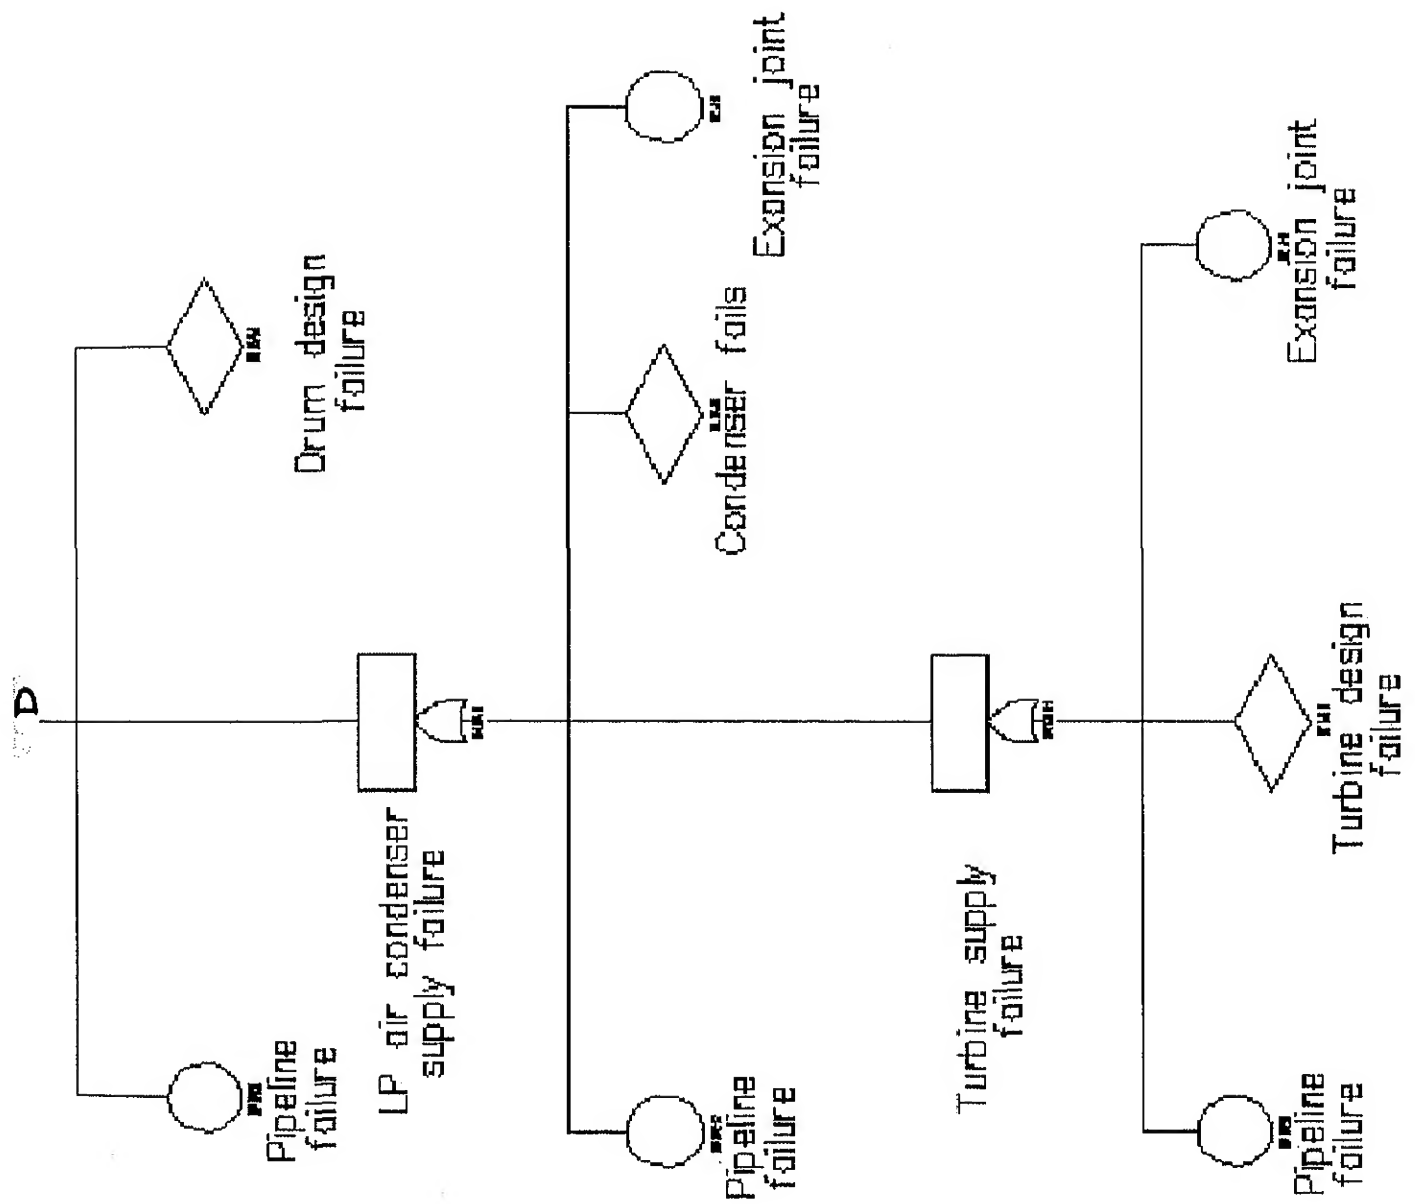 D
Pipeline
failure
Drum design
failure
LP air condenser
supply failure
Pipeline
failure
Condenser fails
Exansion joint
failure
Turbine supply
failure
Pipeline
failure
Turbine design
failure
Exansion joint
failure